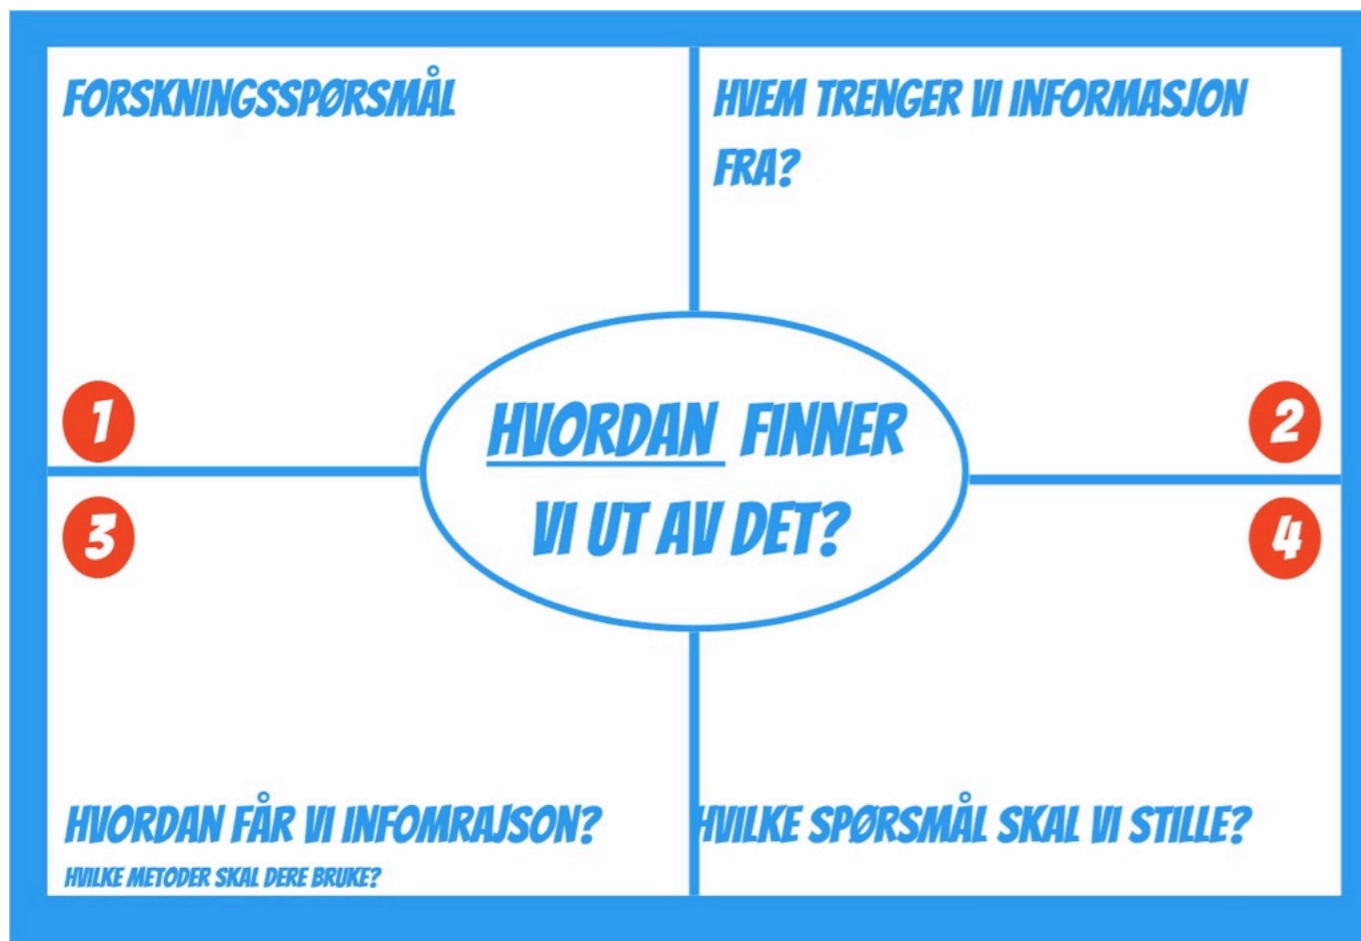 FORSKNINGSSPØRSMÅL
HVEM TRENGER VI INFORMASJON
FRA?
1
2
HVORDAN FINNER
VI UT AV DET?
3
4
HVORDAN FÅR VI INFOMRAJSON?
HVILKE METODER SKAL DERE BRUKE?
HVILKE SPØRSMÅL SKAL VI STILLE?